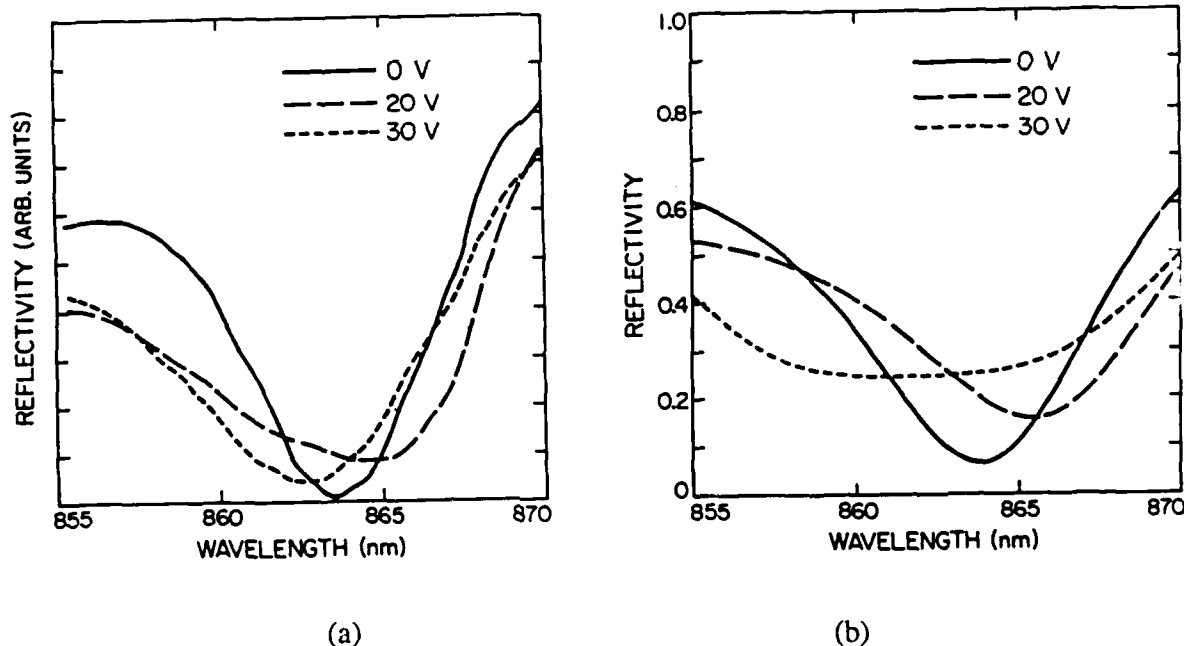 REFLECTIVITY (ARB. UNITS)
0 V
20 V
30 V
855
860
865
870
WAVELENGTH (nm)
(a)
REFLECTIVITY
1.0
0.8
0.6
0.4
0.2
0
0 V
20 V
30 V
855
860
865
870
WAVELENGTH (nm)
(b)